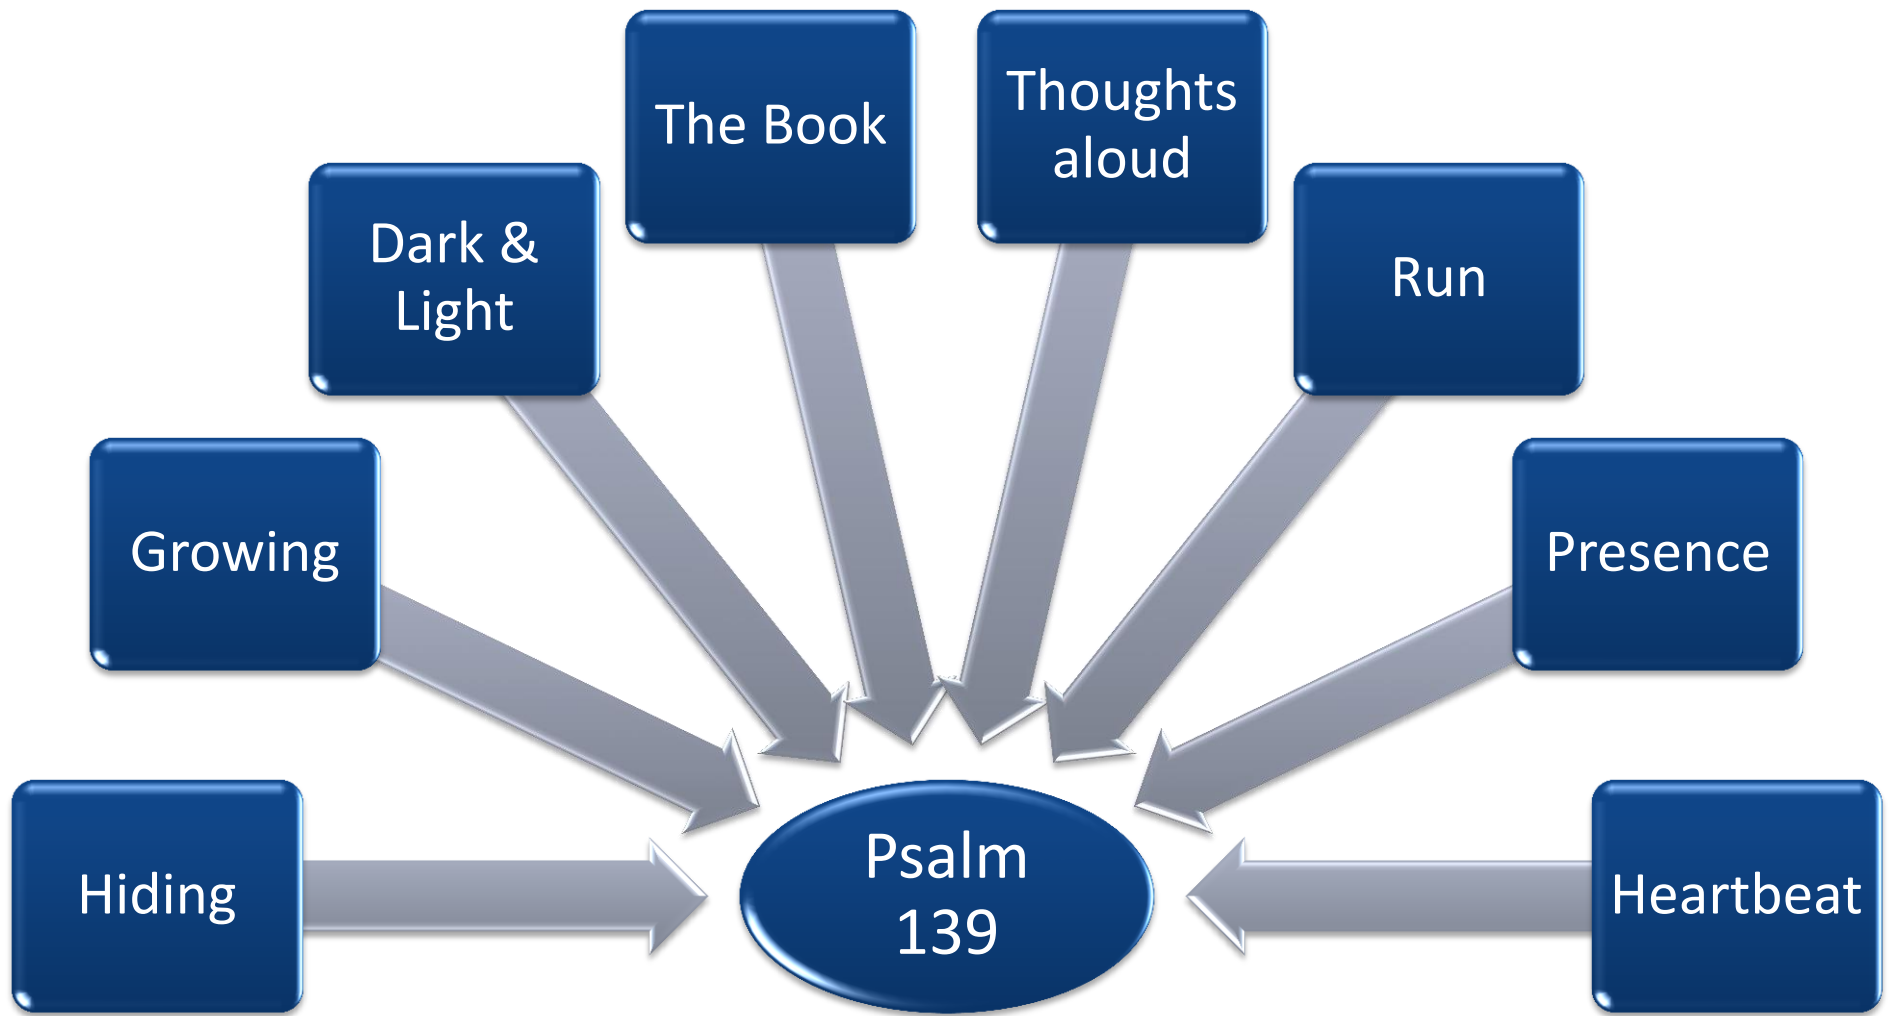 The Book
Thoughts
aloud
Dark &
Light
Run
Growing
Presence
Hiding
Psalm
139
Heartbeat